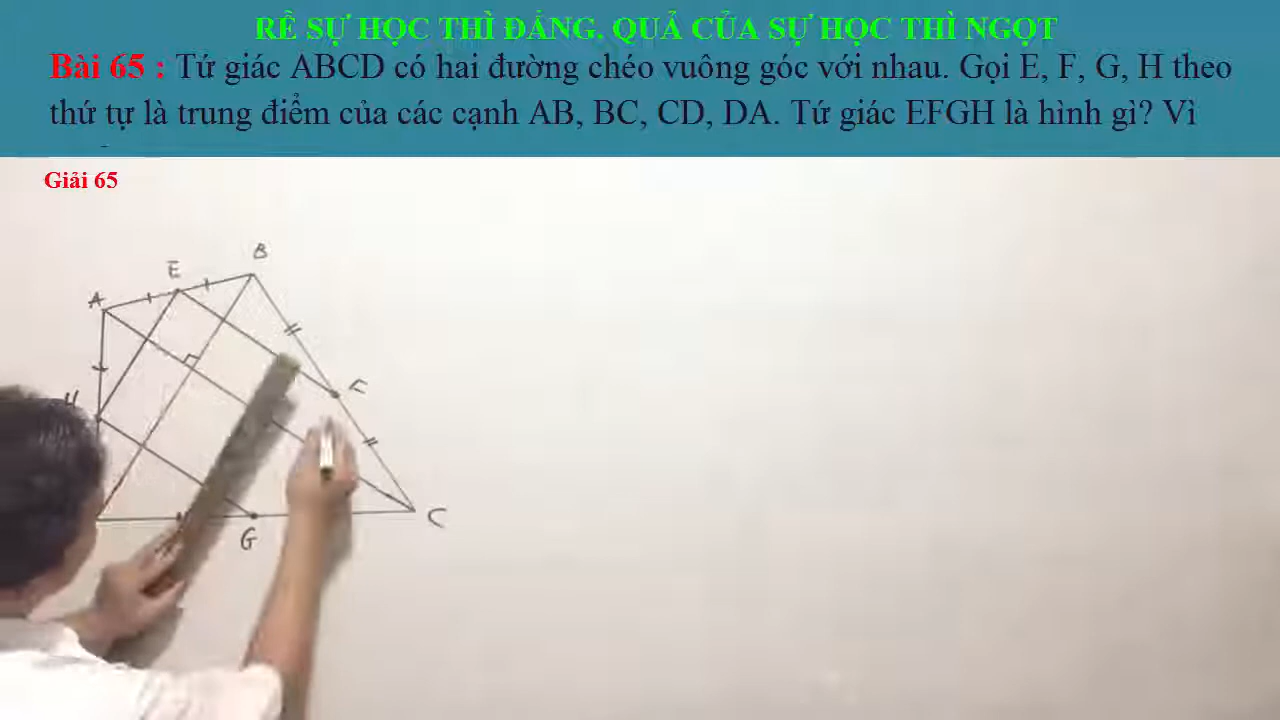 RỄ SỰ HỌC THÌ ĐẮNG, QUẢ CỦA SỰ HỌC THÌ NGỌT
Bài 65 : Tứ giác ABCD có hai đường chéo vuông góc với nhau. Gọi E, F, G, H theo
thứ tự là trung điểm của các cạnh AB, BC, CD, DA. Tứ giác EFGH là hình gì? Vì
Giải 65
B
E
A
F
H
C
G